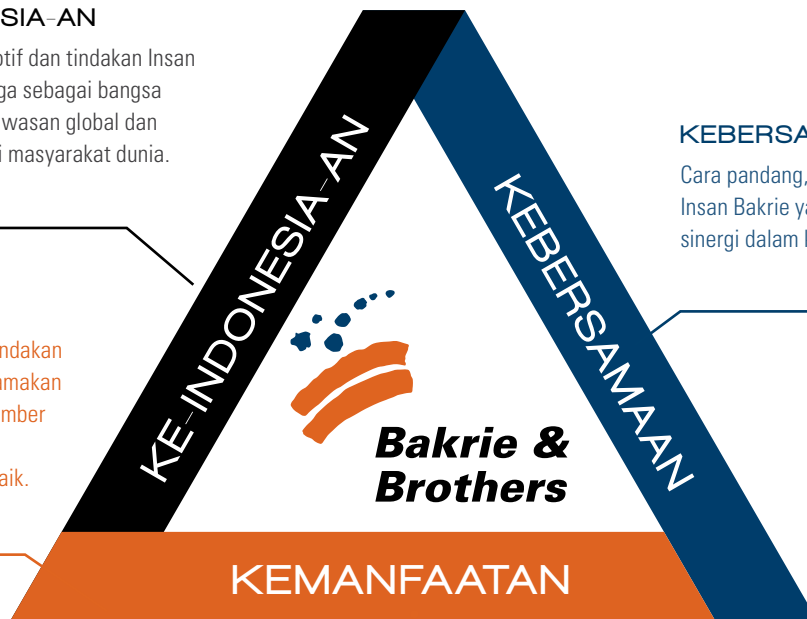 SIA-AN
otif dan tindakan Insan
ga sebagai bangsa
wasan global dan
i masyarakat dunia.
ndakan
amakan
mber
aik.
KE-INDONESIA-AN
KEBERSAMAAN
Bakrie &
Brothers
KEMANFAATAN
KEBERSA
Cara pandang,
Insan Bakrie ya
sinergi dalam